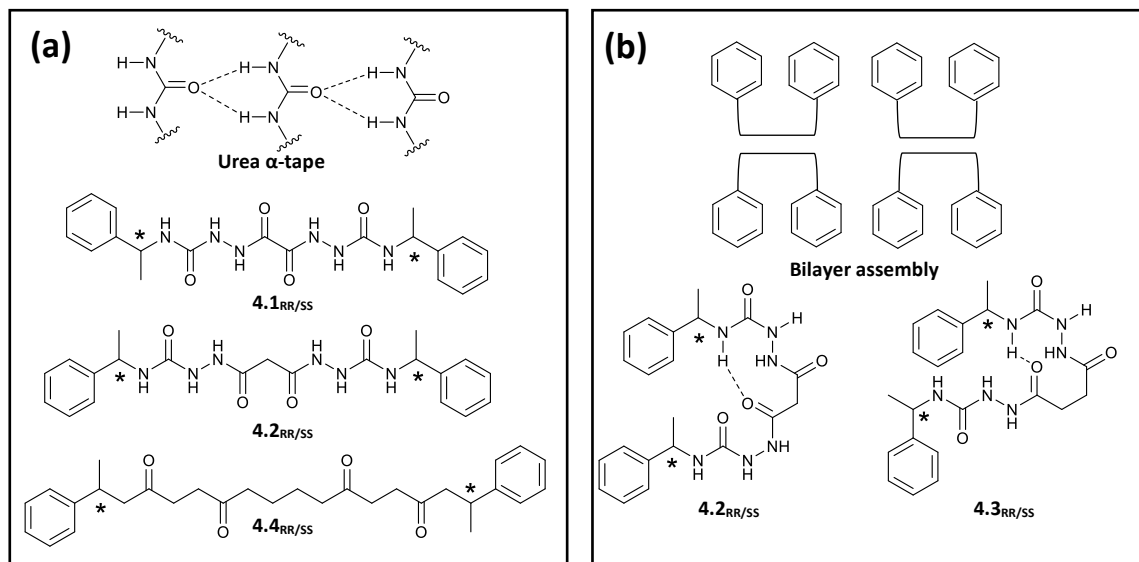 (a)
Urea α-tape
4.1RR/SS
4.2RR/SS
4.4RR/SS
(b)
Bilayer assembly
4.2RR/SS
4.3RR/SS